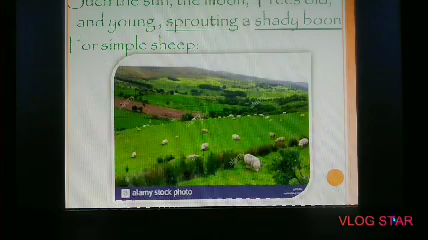 Such the sun, the moon, Trees old,
and young, sprouting a shady boon
For simple sheep;
a alamy stock photo
VLOG STAR